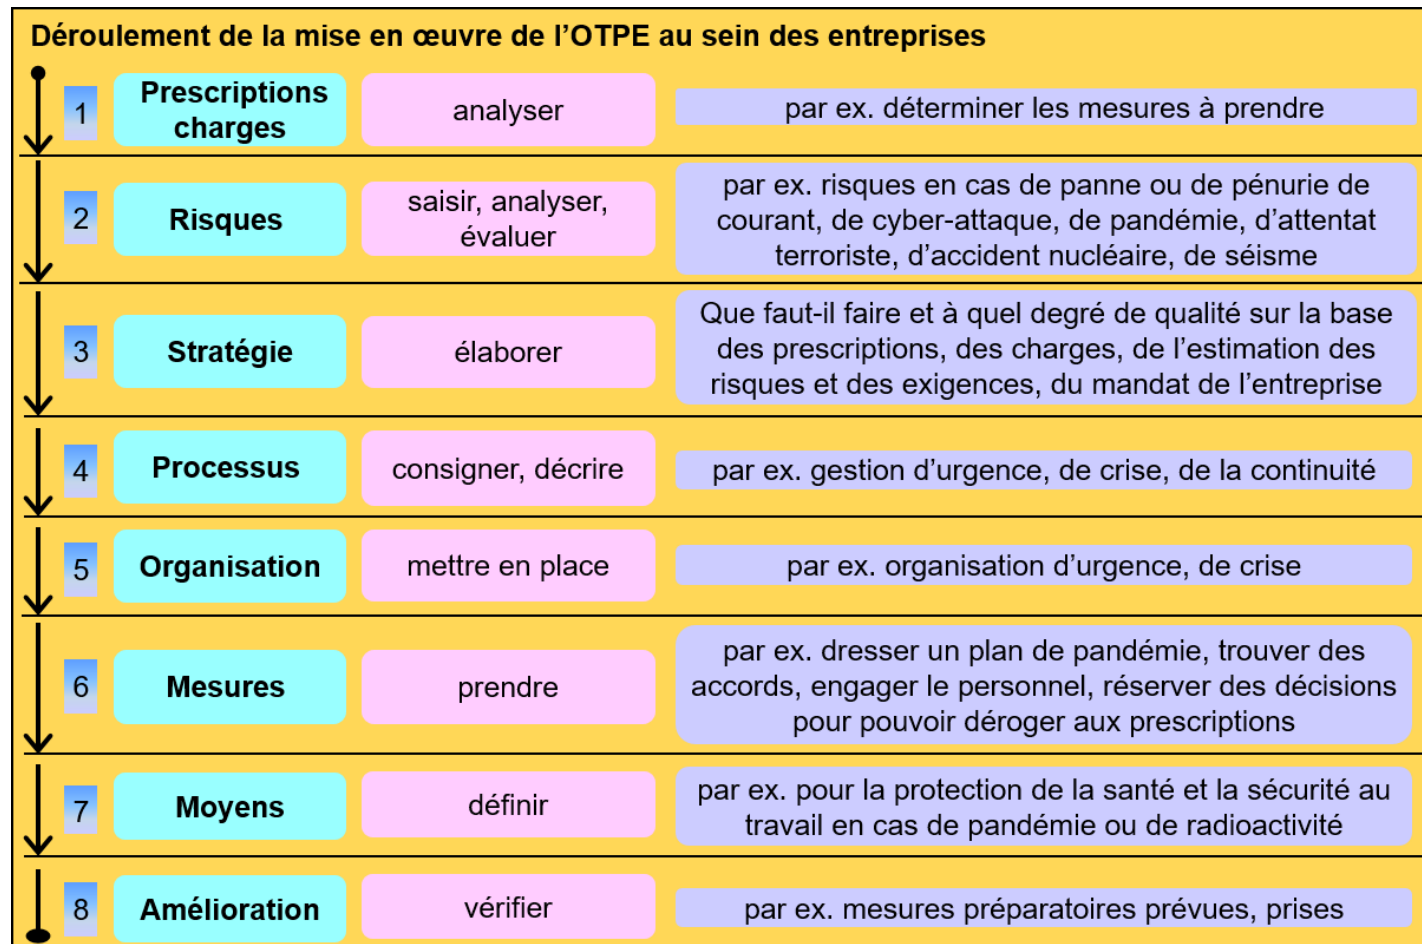 Déroulement de la mise en œuvre de l’OTPE au sein des entreprises
1
Prescriptions
charges
analyser
par ex. déterminer les mesures à prendre
2
Risques
saisir, analyser,
évaluer
par ex. risques en cas de panne ou de pénurie de
courant, de cyber-attaque, de pandémie, d’attentat
terroriste, d’accident nucléaire, de séisme
3
Stratégie
élaborer
Que faut-il faire et à quel degré de qualité sur la base
des prescriptions, des charges, de l’estimation des
risques et des exigences, du mandat de l’entreprise
4
Processus
consigner, décrire
par ex. gestion d’urgence, de crise, de la continuité
5
Organisation
mettre en place
par ex. organisation d’urgence, de crise
6
Mesures
prendre
par ex. dresser un plan de pandémie, trouver des
accords, engager le personnel, réserver des décisions
pour pouvoir déroger aux prescriptions
7
Moyens
définir
par ex. pour la protection de la santé et la sécurité au
travail en cas de pandémie ou de radioactivité
8
Amélioration
vérifier
par ex. mesures préparatoires prévues, prises